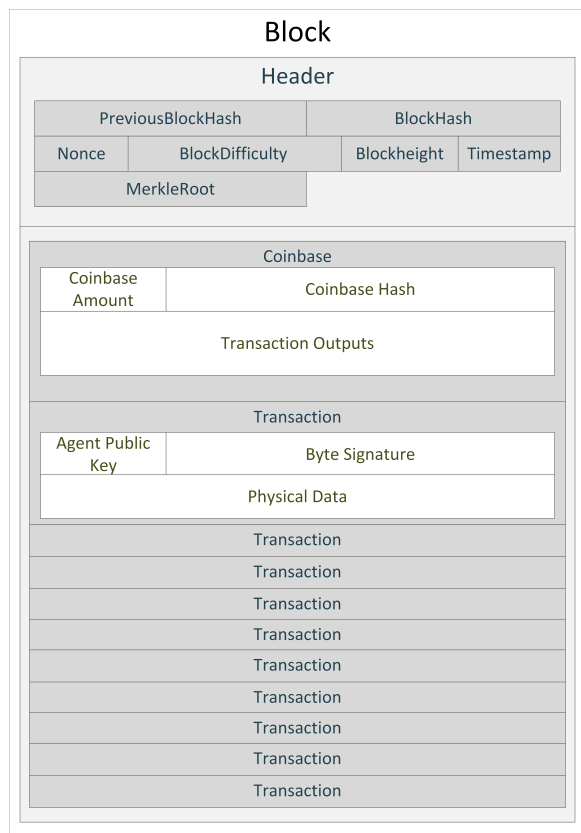 Block
Header
PreviousBlockHash
BlockHash
Nonce
BlockDifficulty
Blockheight
Timestamp
MerkleRoot
Coinbase
Coinbase
Amount
Coinbase Hash
Transaction Outputs
Transaction
Agent Public
Key
Byte Signature
Physical Data
Transaction
Transaction
Transaction
Transaction
Transaction
Transaction
Transaction
Transaction
Transaction